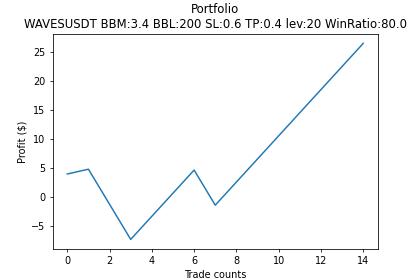 Portfolio
WAVESUSDT BBM:3.4 BBL:200 SL:0.6 TP:0.4 lev:20 WinRatio:80.0
25
20
15
10
5
0
−5
Profit ($)
0 2 4 6 8 10 12 14
Trade counts